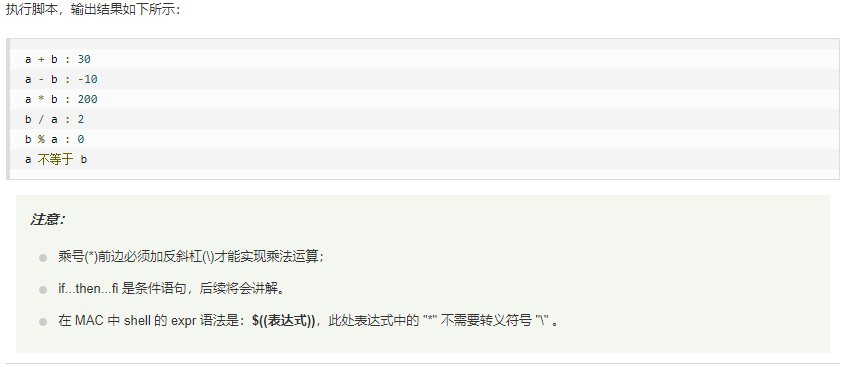 执行脚本，输出结果如下所示：
a + b : 30
a - b : -10
a * b : 200
b / a : 2
b % a : 0
a 不等于 b
注意：
乘号(*)前边必须加反斜杠(\)才能实现乘法运算；
if...then...fi 是条件语句，后续将会讲解。
在 MAC 中 shell 的 expr 语法是：$((表达式))，此处表达式中的 "*" 不需要转义符号 "\" 。